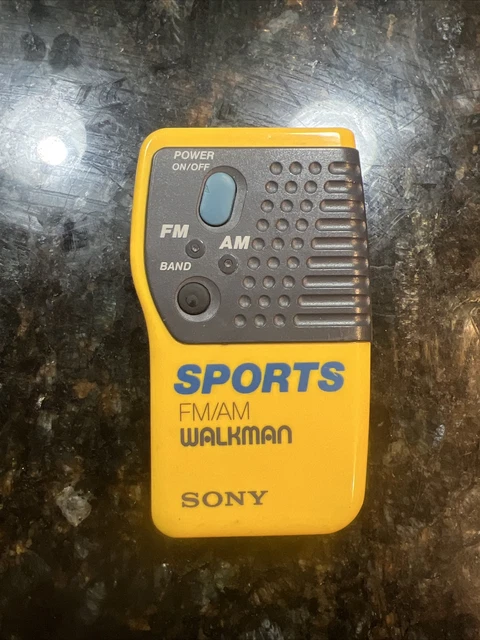 POWER
ON/OFF
FM
AM
BAND
SPORTS
FM/AM
WALKMAN
SONY